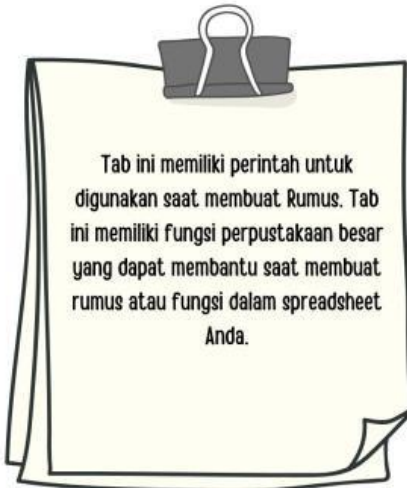 Tab ini memiliki perintah untuk
digunakan saat membuat Rumus. Tab
ini memiliki fungsi perpustakaan besar
yang dapat membantu saat membuat
rumus atau fungsi dalam spreadsheet
Anda.